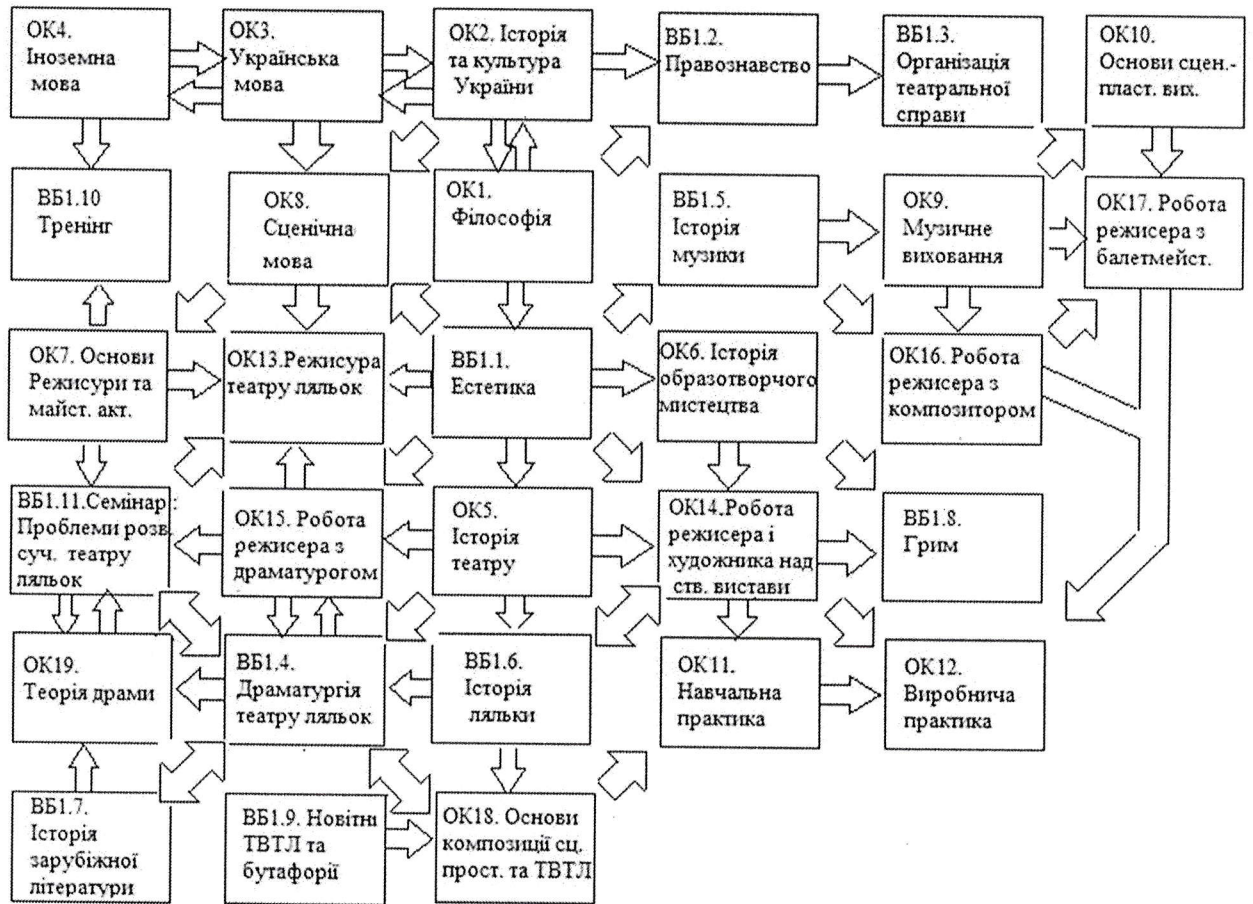 ОК4.
Іноземна
мова
ОК3.
Українська
мова
ОК2. Історія
та культура
України
ВБ1.2.
Правознавство
ВБ1.3.
Організація
театральної
справи
ОК10.
Основи сцен.-
пласт. вих.
ВБ1.10
Тренінг
ОК8.
Сценічна
мова
ОК1.
Філософія
ВБ1.5.
Історія
музики
ОК9.
Музичне
виховання
ОК17. Робота
режисера з
балетмейст.
ОК7. Основи
Режисури та
майст. акт.
ОК13.Режисура
театру ляльок
ВБ1.1.
Естетика
ОК6. Історія
образотворчого
мистецтва
ОК16. Робота
режисера з
композитором
ВБ1.11.Семінар:
Проблеми розв.
суч. театру
ляльок
ОК15. Робота
режисера з
драматурогом
ОК5.
Історія
театру
ОК14.Робота
режисера і
художника над
ств. вистави
ВБ1.8.
Грим
ОК19.
Теорія драми
ВБ1.4.
Драматургія
театру ляльок
ВБ1.6.
Історія
ляльки
ОК11.
Навчальна
практика
ОК12.
Виробнича
практика
ВБ1.7.
Історія
зарубіжної
літератури
ВБ1.9. Новітні
ТВТЛ та
бутафорії
ОК18. Основи
композиції сц.
прост. та ТВТЛ